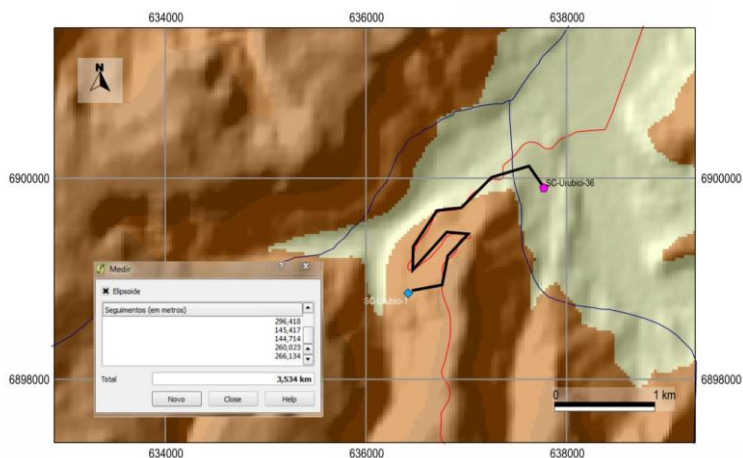 634000 636000 638000
N
6900000 6900000
SC-Urubici-36
Medir ?
Elipsoide
SC-Urubici-1
Seguimentos (em metros)
296,418
145,417
144,714
260,023
266,134
Total 3,534 km
6898000 6898000
0 1 km
Novo Close Help
634000 636000 638000